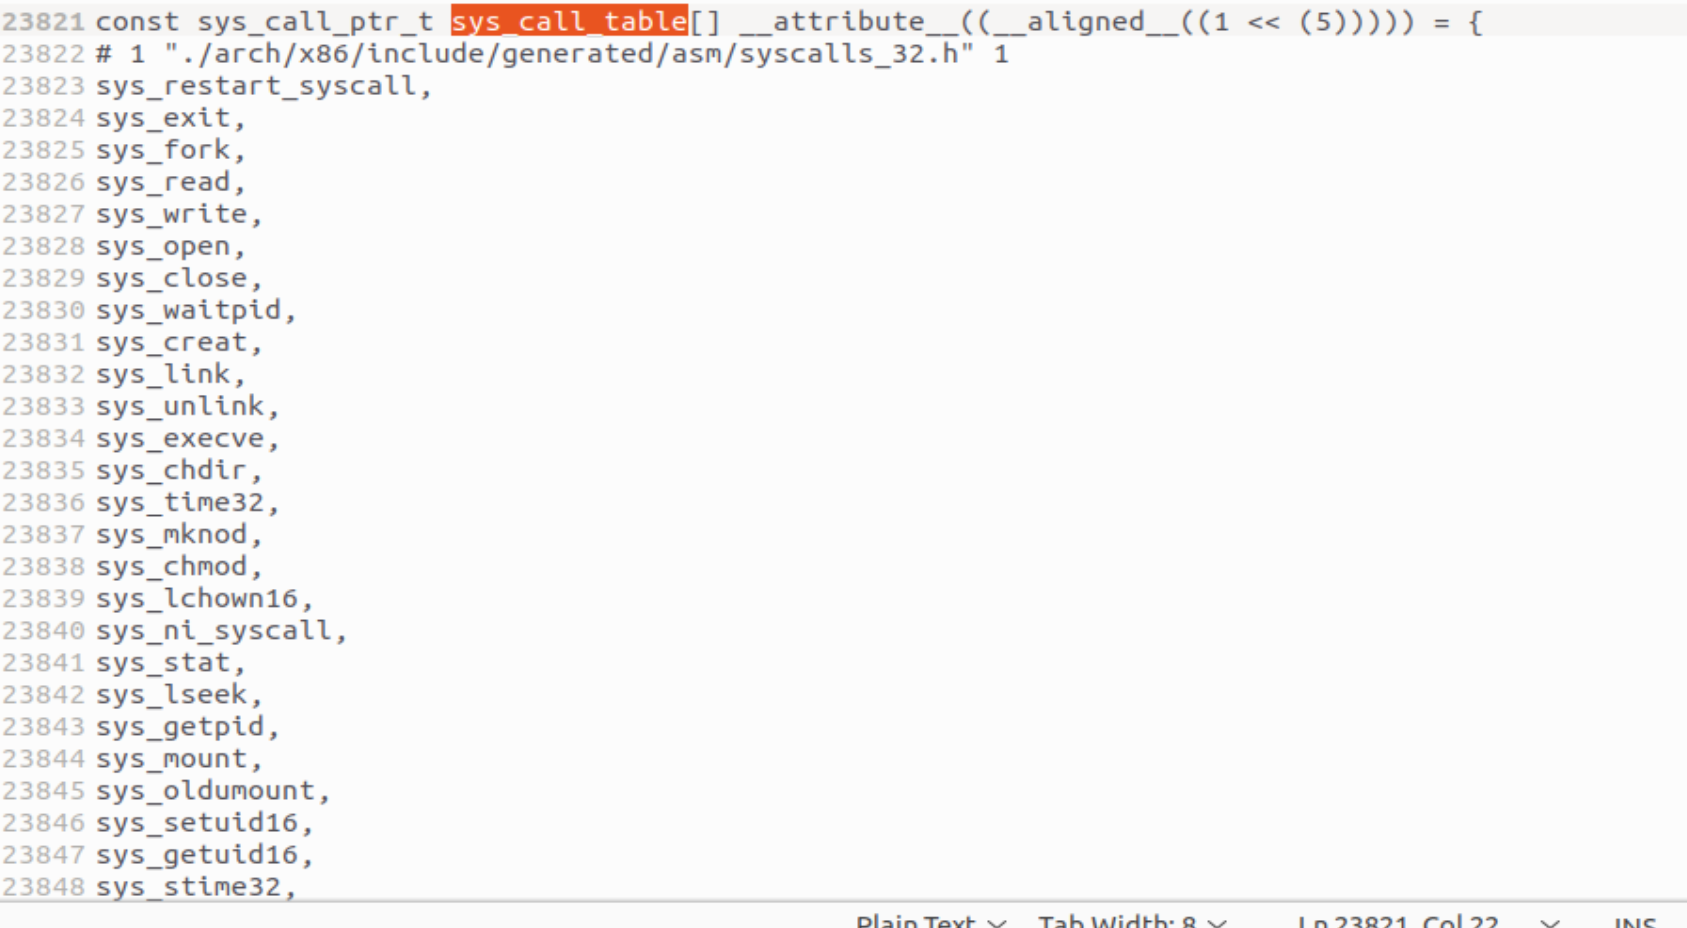 23821 const sys_call_ptr_t sys_call_table[] __attribute__((__aligned__((1 << (5))))) = {
23822 # 1 "./arch/x86/include/generated/asm/syscalls_32.h" 1
23823 sys_restart_syscall,
23824 sys_exit,
23825 sys_fork,
23826 sys_read,
23827 sys_write,
23828 sys_open,
23829 sys_close,
23830 sys_waitpid,
23831 sys_creat,
23832 sys_link,
23833 sys_unlink,
23834 sys_execve,
23835 sys_chdir,
23836 sys_time32,
23837 sys_mknod,
23838 sys_chmod,
23839 sys_lchown16,
23840 sys_ni_syscall,
23841 sys_stat,
23842 sys_lseek,
23843 sys_getpid,
23844 sys_mount,
23845 sys_oldumount,
23846 sys_setuid16,
23847 sys_getuid16,
23848 sys_stime32,
Plain Text Tab Width: 8 Ln 23821, Col 22 INS